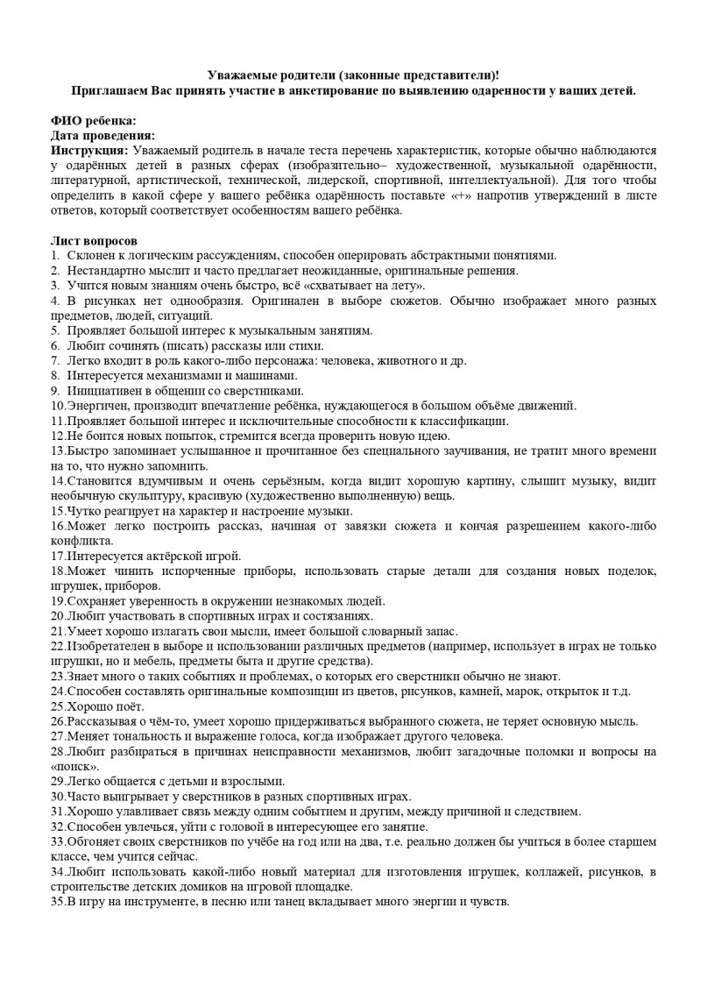 Уважаемые родители (законные представители)!
Приглашаем Вас принять участие в анкетирование по выявлению одаренности у ваших детей.
ФИО ребенка:
Дата проведения:
Инструкция: Уважаемый родитель в начале теста перечень характеристик, которые обычно наблюдаются
у одарённых детей в разных сферах (изобразительно– художественной, музыкальной одарённости,
литературной, артистической, технической, лидерской, спортивной, интеллектуальной). Для того чтобы
определить в какой сфере у вашего ребёнка одарённость поставьте «+» напротив утверждений в листе
ответов, который соответствует особенностям вашего ребёнка.
Лист вопросов
1. Склонен к логическим рассуждениям, способен оперировать абстрактными понятиями.
2. Нестандартно мыслит и часто предлагает неожиданные, оригинальные решения.
3. Учится новым знаниям очень быстро, всё «схватывает на лету».
4. В рисунках нет однообразия. Оригинален в выборе сюжетов. Обычно изображает много разных
предметов, людей, ситуаций.
5. Проявляет большой интерес к музыкальным занятиям.
6. Любит сочинять (писать) рассказы или стихи.
7. Легко входит в роль какого-либо персонажа: человека, животного и др.
8. Интересуется механизмами и машинами.
9. Инициативен в общении со сверстниками.
10.Энергичен, производит впечатление ребёнка, нуждающегося в большом объёме движений.
11.Проявляет большой интерес и исключительные способности к классификации.
12.Не боится новых попыток, стремится всегда проверить новую идею.
13.Быстро запоминает услышанное и прочитанное без специального заучивания, не тратит много времени
на то, что нужно запомнить.
14.Становится вдумчивым и очень серьёзным, когда видит хорошую картину, слышит музыку, видит
необычную скульптуру, красивую (художественно выполненную) вещь.
15.Чутко реагирует на характер и настроение музыки.
16.Может легко построить рассказ, начиная от завязки сюжета и кончая разрешением какого-либо
конфликта.
17.Интересуется актёрской игрой.
18.Может чинить испорченные приборы, использовать старые детали для создания новых поделок,
игрушек, приборов.
19.Сохраняет уверенность в окружении незнакомых людей.
20.Любит участвовать в спортивных играх и состязаниях.
21.Умеет хорошо излагать свои мысли, имеет большой словарный запас.
22.Изобретателен в выборе и использовании различных предметов (например, использует в играх не только
игрушки, но и мебель, предметы быта и другие средства).
23.Знает много о таких событиях и проблемах, о которых его сверстники обычно не знают.
24.Способен составлять оригинальные композиции из цветов, рисунков, камней, марок, открыток и т.д.
25.Хорошо поёт.
26.Рассказывая о чём-то, умеет хорошо придерживаться выбранного сюжета, не теряет основную мысль.
27.Меняет тональность и выражение голоса, когда изображает другого человека.
28.Любит разбираться в причинах неисправности механизмов, любит загадочные поломки и вопросы на
«поиск».
29.Легко общается с детьми и взрослыми.
30.Часто выигрывает у сверстников в разных спортивных играх.
31.Хорошо улавливает связь между одним событием и другим, между причиной и следствием.
32.Способен увлечься, уйти с головой в интересующее его занятие.
33.Обгоняет своих сверстников по учёбе на год или на два, т.е. реально должен бы учиться в более старшем
классе, чем учится сейчас.
34.Любит использовать какой-либо новый материал для изготовления игрушек, коллажей, рисунков, в
строительстве детских домиков на игровой площадке.
35.В игру на инструменте, в песню или танец вкладывает много энергии и чувств.